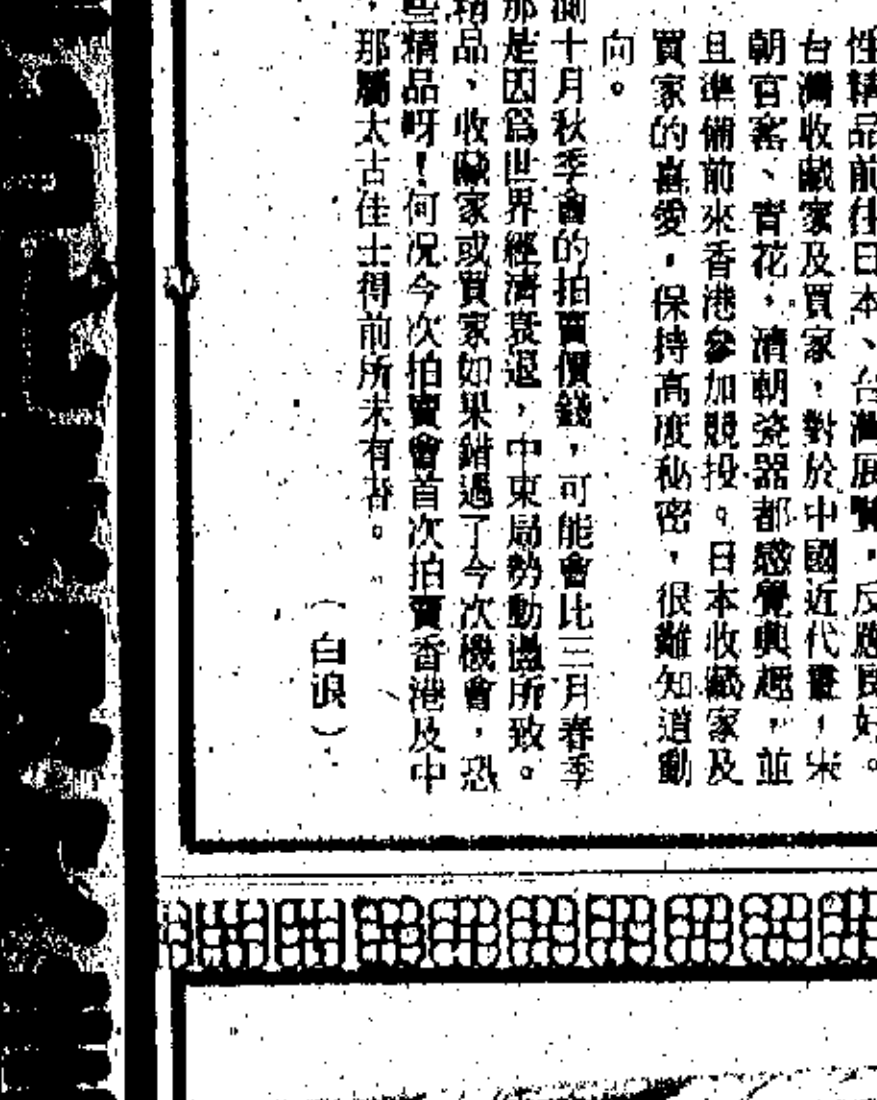 性精品前往日本、台灣展覽，反應良好。
台灣收藏家及買家，對於中國近代畫，宋
朝官窰、青花，清朝瓷器都感覺興趣，並
且準備前來香港參加競投。日本收藏家及
買家的喜愛，保持高度秘密，很難知道動
向。
測十月秋季會的拍賣價錢，可能會比三月春季
那是因為世界經濟衰退，中東局勢動盪所致。
精品，收藏家或買家如果錯過了今次機會，恐
些精品呀！何況今次拍賣會首次拍賣香港及中
，那屬太古佳士得前所未有者。
（白浪）